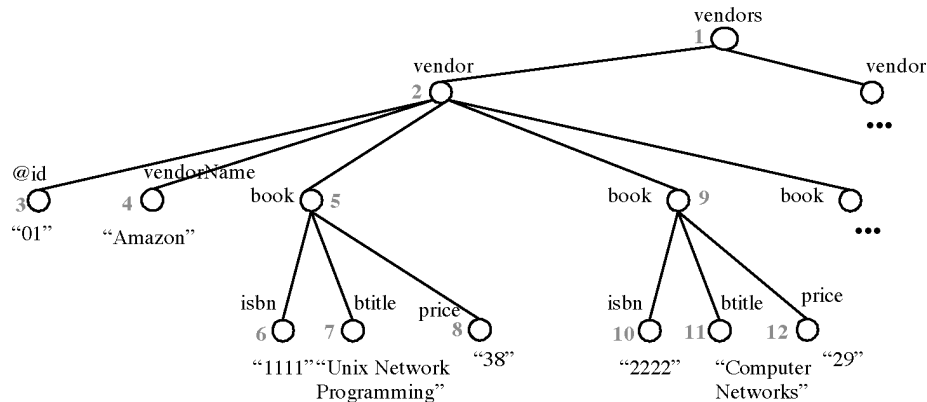 vendors
1
vendor
vendor
2
•••
@id
vendorName
book
book
book
3
4
5
9
"01"
"Amazon"
•••
isbn
btitle
price
isbn
btitle
price
6
7
8
10
11
12
"1111"
"Unix Network
Programming"
"38"
"2222"
"Computer
Networks"
"29"